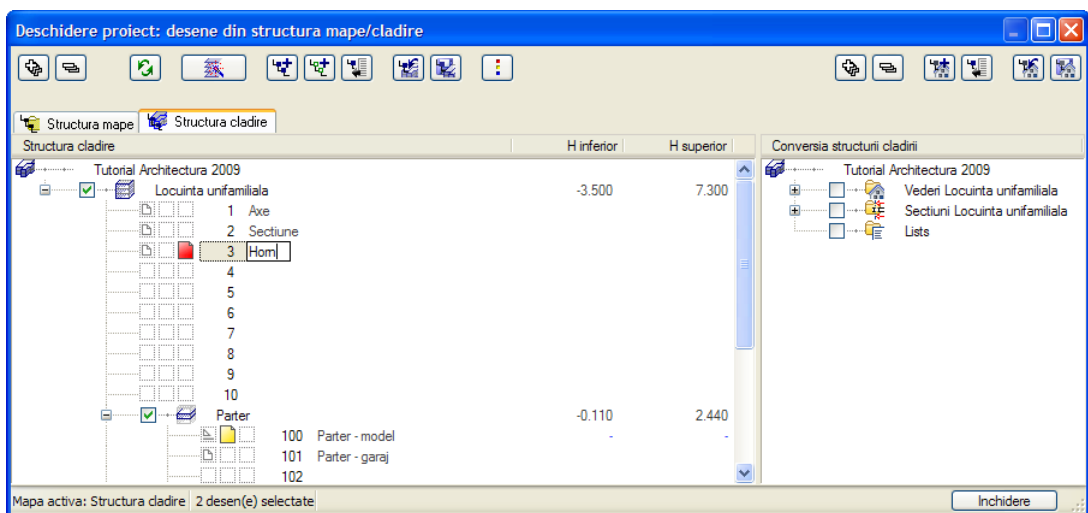 Deschidere proiect: desene din structura mape/cladire
Structura mape Structura cladire
Structura cladire H inferior H superior Conversia structurii cladirii
Tutorial Architectura 2009 Tutorial Architectura 2009
Locuinta unifamiliala -3.500 7.300 Vederi Locuinta unifamiliala
1 Axe Sectiuni Locuinta unifamiliala
2 Sectiune Lists
3 Horn
4
5
6
7
8
9
10
Parter -0.110 2.440
100 Parter - model - -
101 Parter - garaj
102
Mapa activa: Structura cladire 2 desen(e) selectate Inchidere